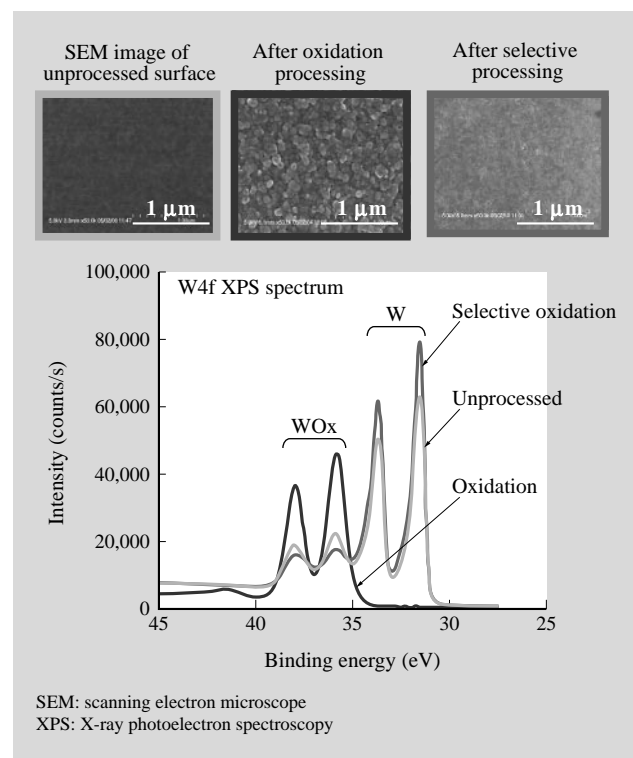 SEM image of
unprocessed surface
After oxidation
processing
After selective
processing
1 μm
1 μm
1 μm
100,000
80,000
60,000
40,000
20,000
0
W4f XPS spectrum
W
WOx
Selective oxidation
Unprocessed
Oxidation
Intensity (counts/s)
45
40
35
30
25
Binding energy (eV)
SEM: scanning electron microscope
XPS: X-ray photoelectron spectroscopy